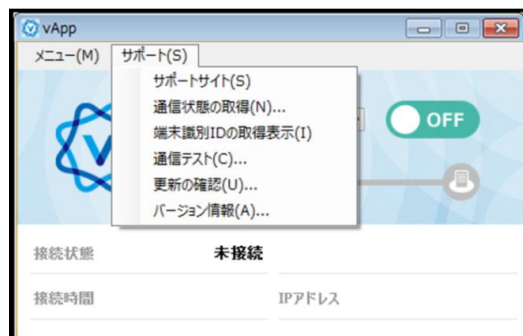 vApp
メニュー(M) サポート(S)
サポートサイト(S)
通信状態の取得(N)...
端末識別IDの取得表示(I)
通信テスト(C)...
更新の確認(U)...
バージョン情報(A)...
OFF
接続状態 未接続
接続時間 IPアドレス